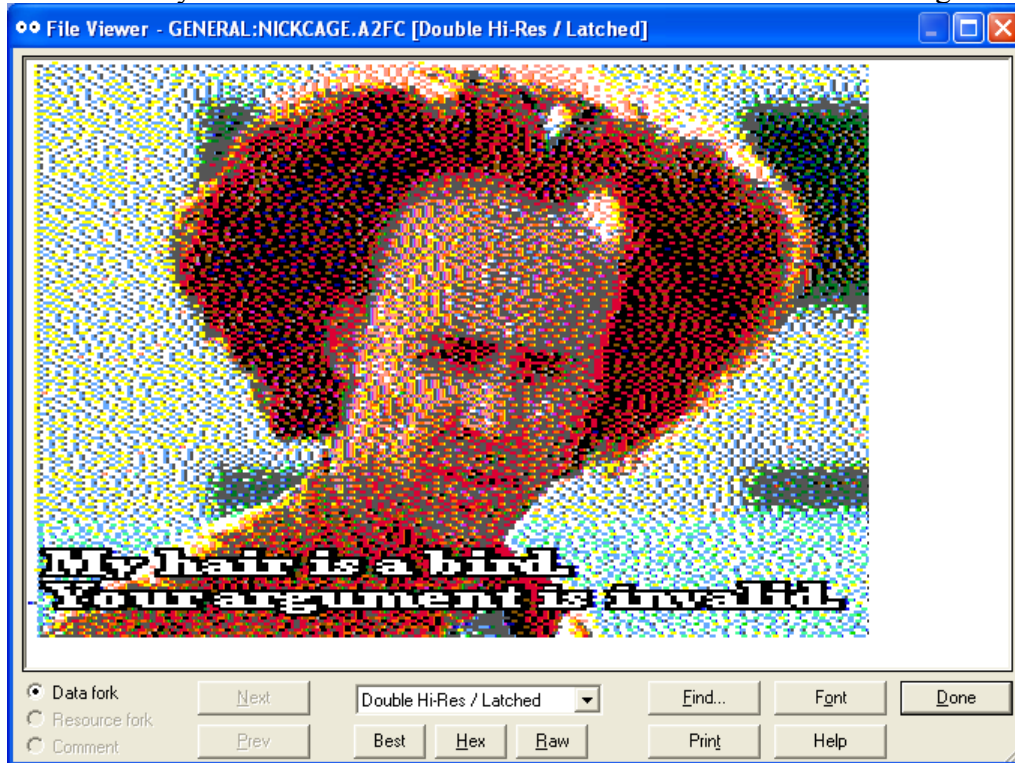 File Viewer - GENERAL:NICKCAGE.A2FC [Double Hi-Res / Latched]
My hair is a bird.
Your argument is invalid.
Data fork
Resource fork
Comment
Next
Prev
Double Hi-Res / Latched
Best Hex Raw
Find... Font Done
Print Help